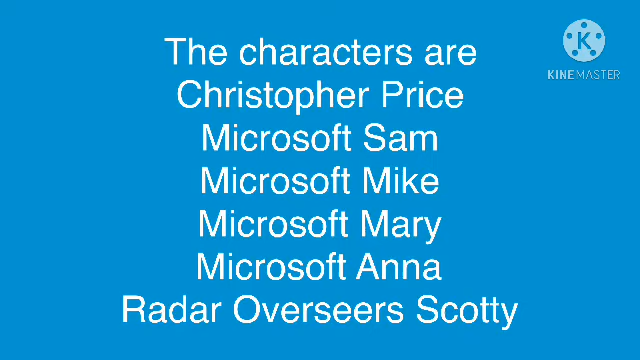 The characters are
Christopher Price
Microsoft Sam
Microsoft Mike
Microsoft Mary
Microsoft Anna
Radar Overseers Scotty
K
KINEMASTER